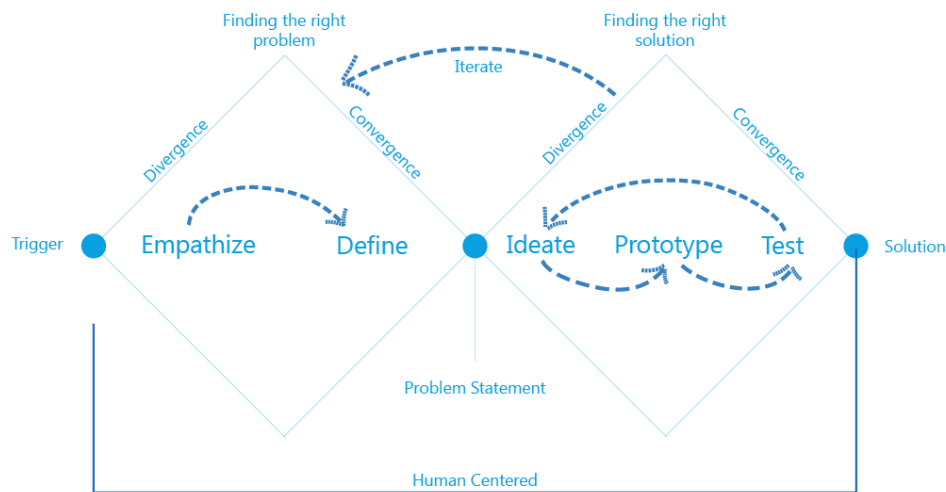 Finding the right
problem
Finding the right
solution
Iterate
Divergence
Convergence
Divergence
Convergence
Trigger
Empathize
Define
Ideate
Prototype
Test
Solution
Problem Statement
Human Centered